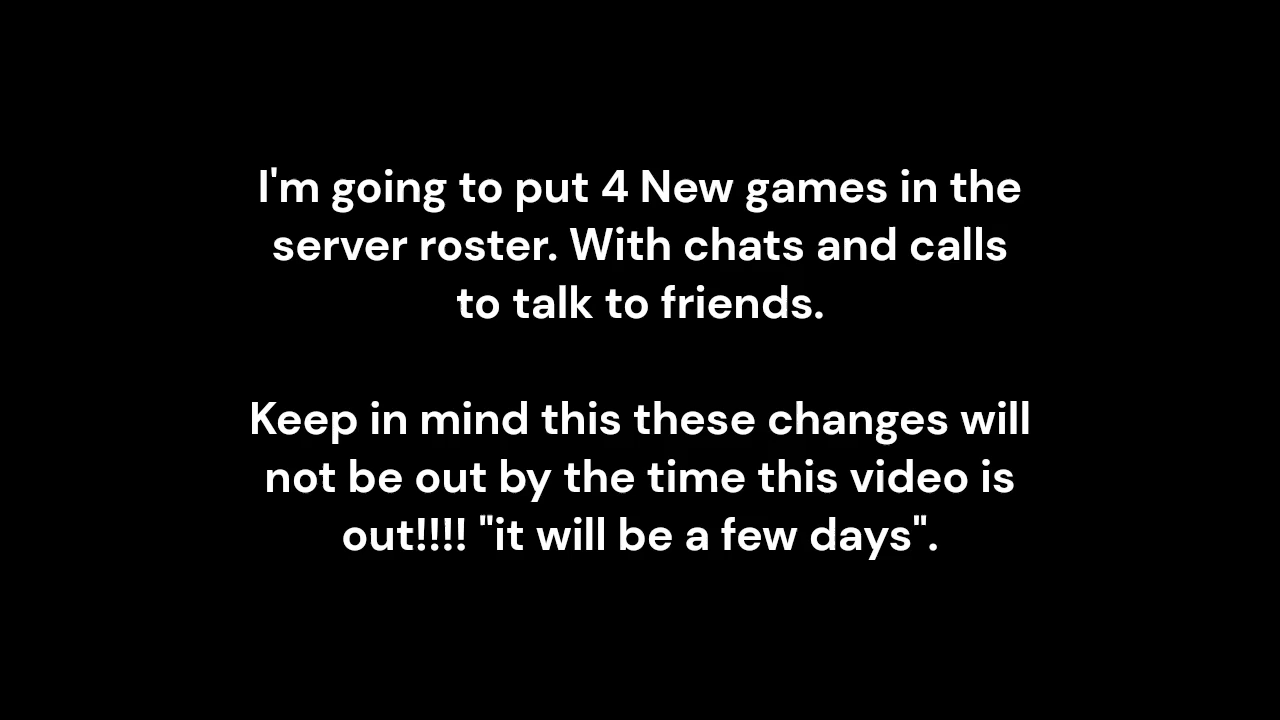 I'm going to put 4 New games in the
server roster. With chats and calls
to talk to friends.
Keep in mind this these changes will
not be out by the time this video is
out!!!! "it will be a few days".